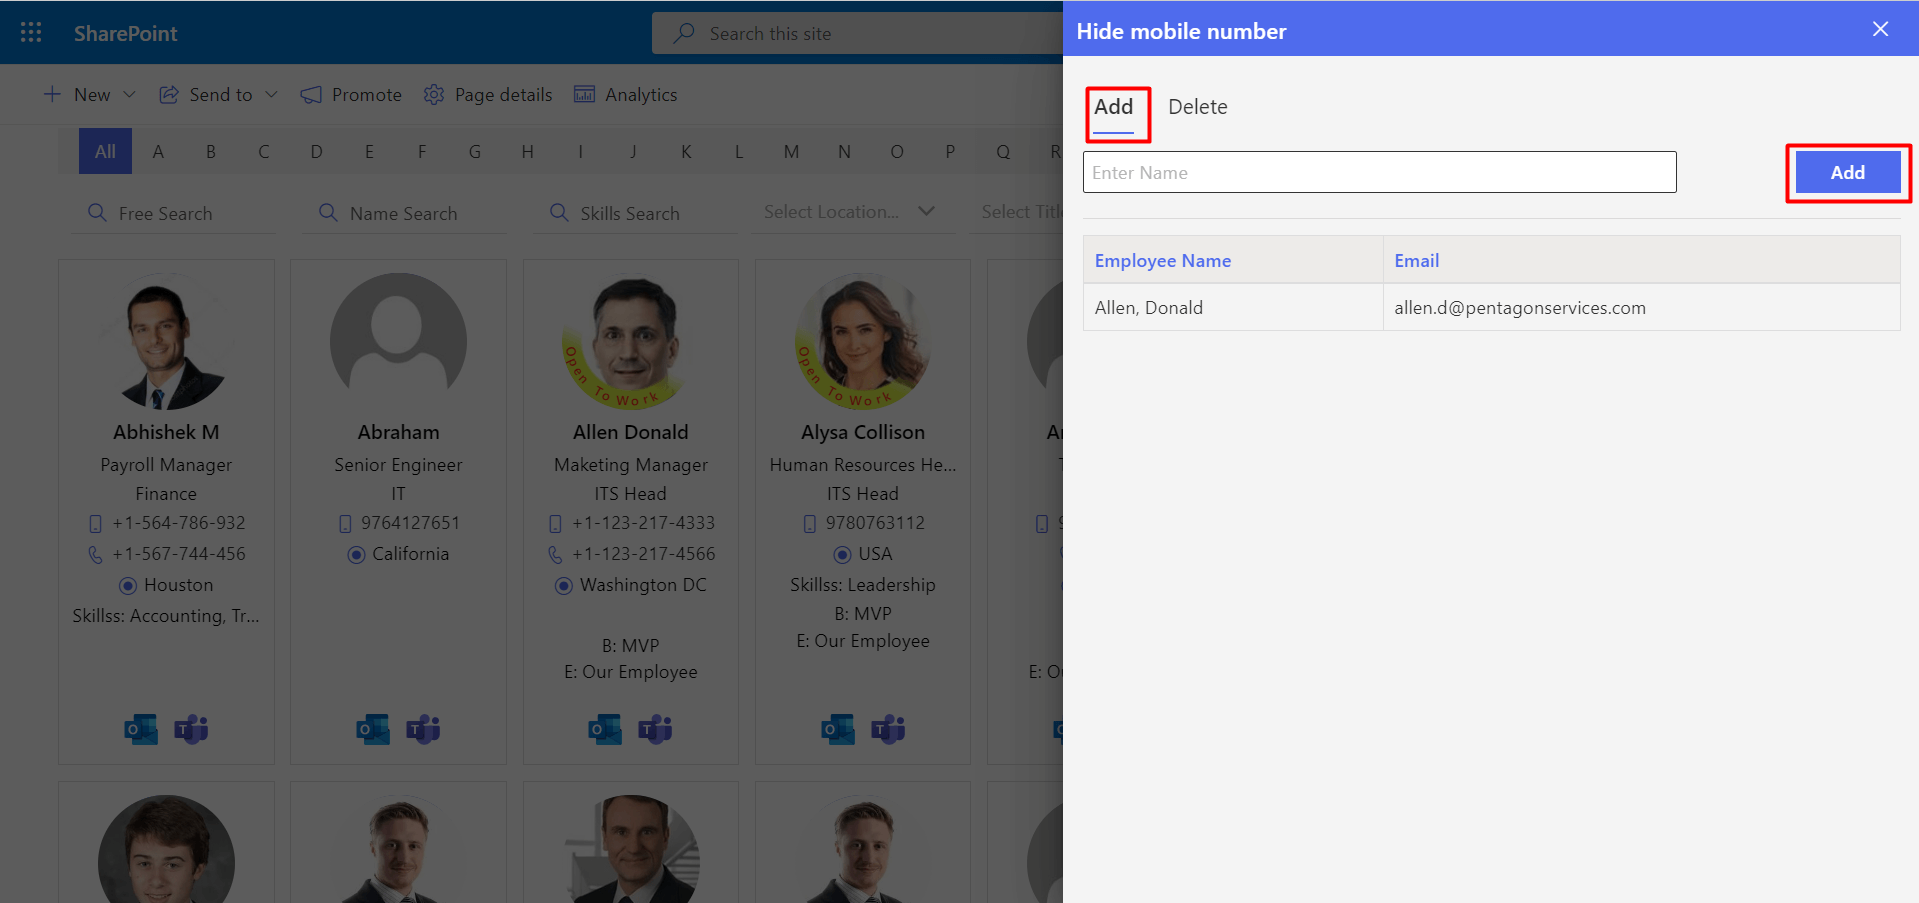 SharePoint
Search this site
New
Send to
Promote
Page details
Analytics
All A B C D E F G H I J K L M N O P Q R
Free Search
Name Search
Skills Search
Select Location...
Select Titl
Abhishek M
Payroll Manager
Finance
+1-564-786-932
+1-567-744-456
Houston
Skillss: Accounting, Tr...
Abraham
Senior Engineer
IT
9764127651
California
Open To Work
Allen Donald
Maketing Manager
ITS Head
+1-123-217-4333
+1-123-217-4566
Washington DC
B: MVP
E: Our Employee
Open To Work
Alysa Collison
Human Resources He...
ITS Head
9780763112
USA
Skillss: Leadership
B: MVP
E: Our Employee
E: Ou
Hide mobile number
Add
Delete
Enter Name
Add
Employee Name
Email
Allen, Donald
allen.d@pentagonservices.com